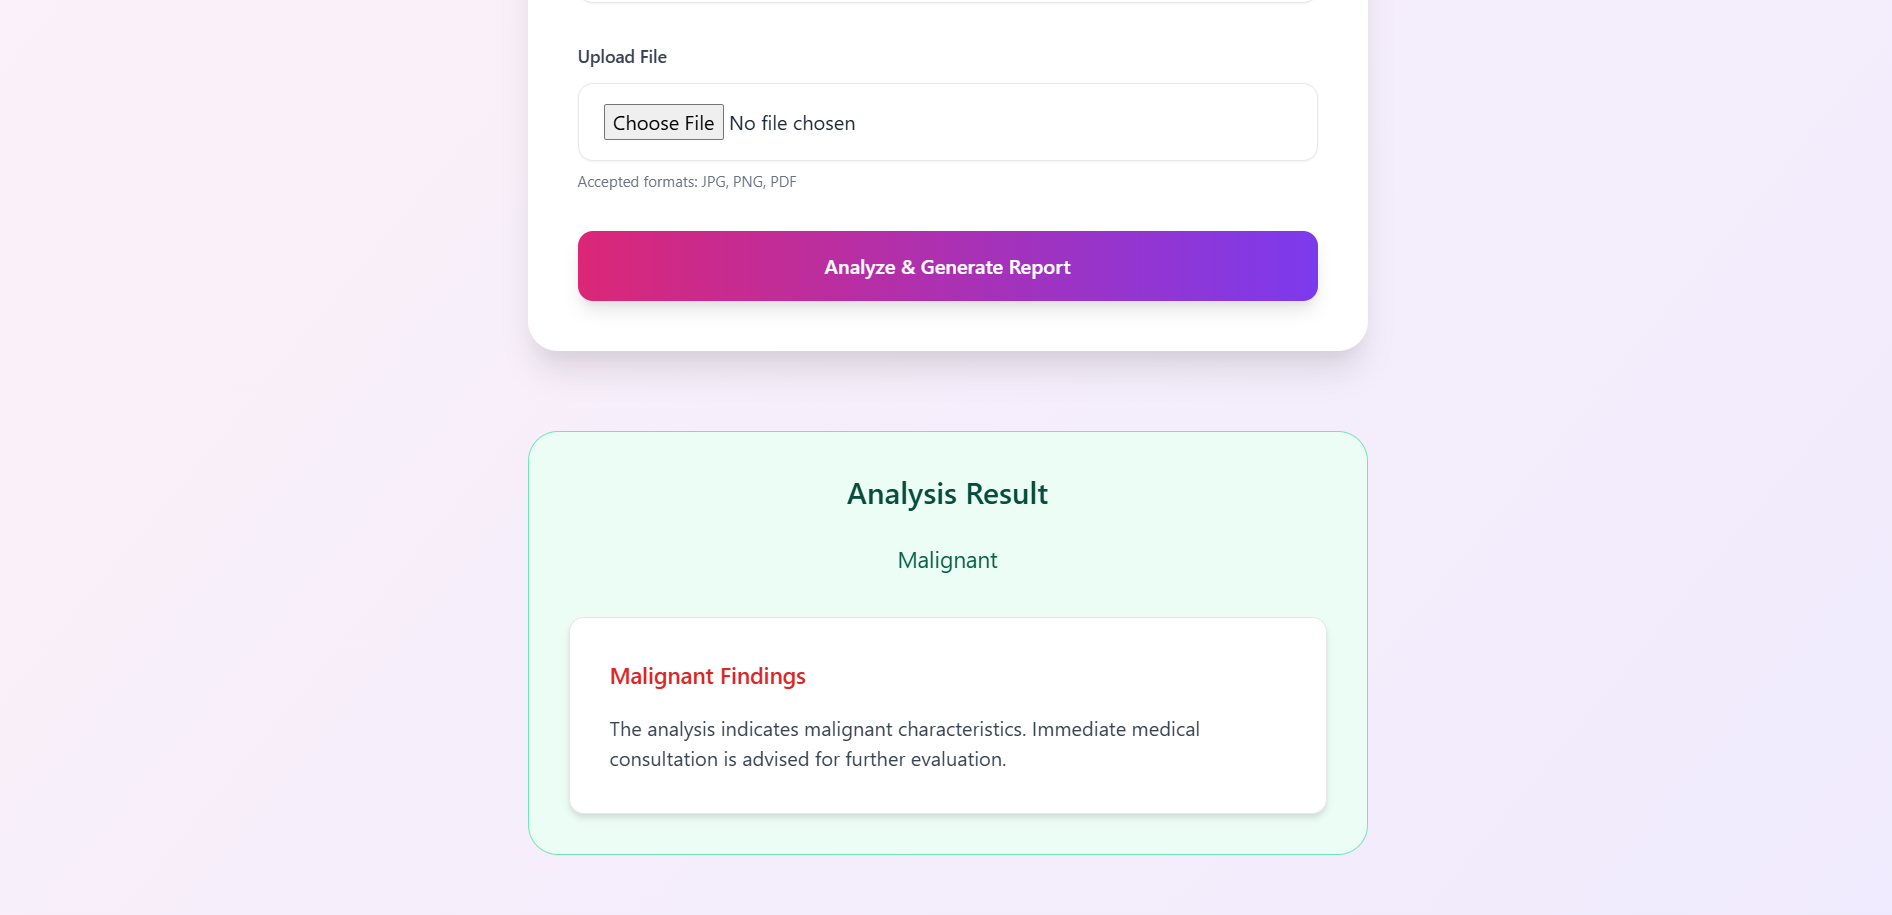 Upload File
Choose File No file chosen
Accepted formats: JPG, PNG, PDF
Analyze & Generate Report
Analysis Result
Malignant
Malignant Findings
The analysis indicates malignant characteristics. Immediate medical
consultation is advised for further evaluation.